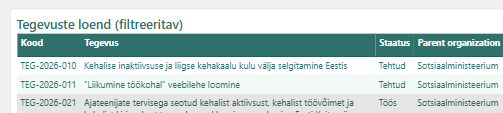 Tegevuste loend (filtreeritav)
Kood Tegevus Staatus Parent organization
TEG-2026-010 Kehalise inaktiivsuse ja liigse kehakaalu kulu välja selgitamine Eestis Tehtud Sotsiaalministeerium
TEG-2026-011 "Liikumine töökohal" veebilehe loomine Tehtud Sotsiaalministeerium
TEG-2026-021 Ajateenijate tervisega seotud kehalist aktiivsust, kehalist töövõimet ja Töös Sotsiaalministeerium